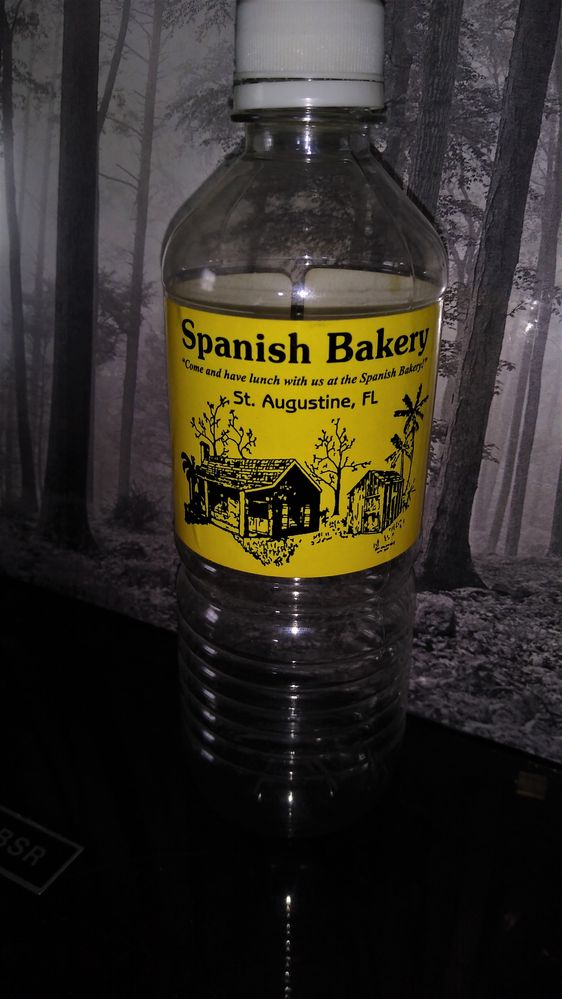 Spanish Bakery
"Come and have lunch with us at the Spanish Bakery!"
St. Augustine, FL
BSR